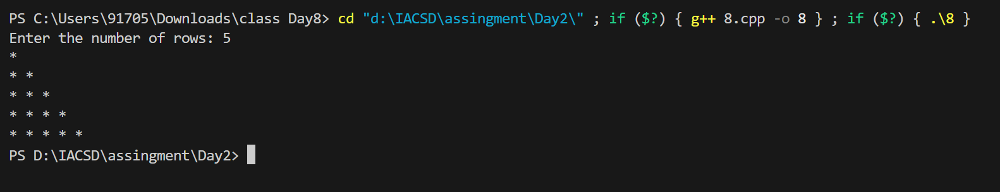 PS C:\Users\91705\Downloads\class Day8> cd "d:\IACSD\assingment\Day2\" ; if ($?) { g++ 8.cpp -o 8 } ; if ($?) { .\8 }
Enter the number of rows: 5
*
* *
* * *
* * * *
* * * * *
PS D:\IACSD\assingment\Day2>